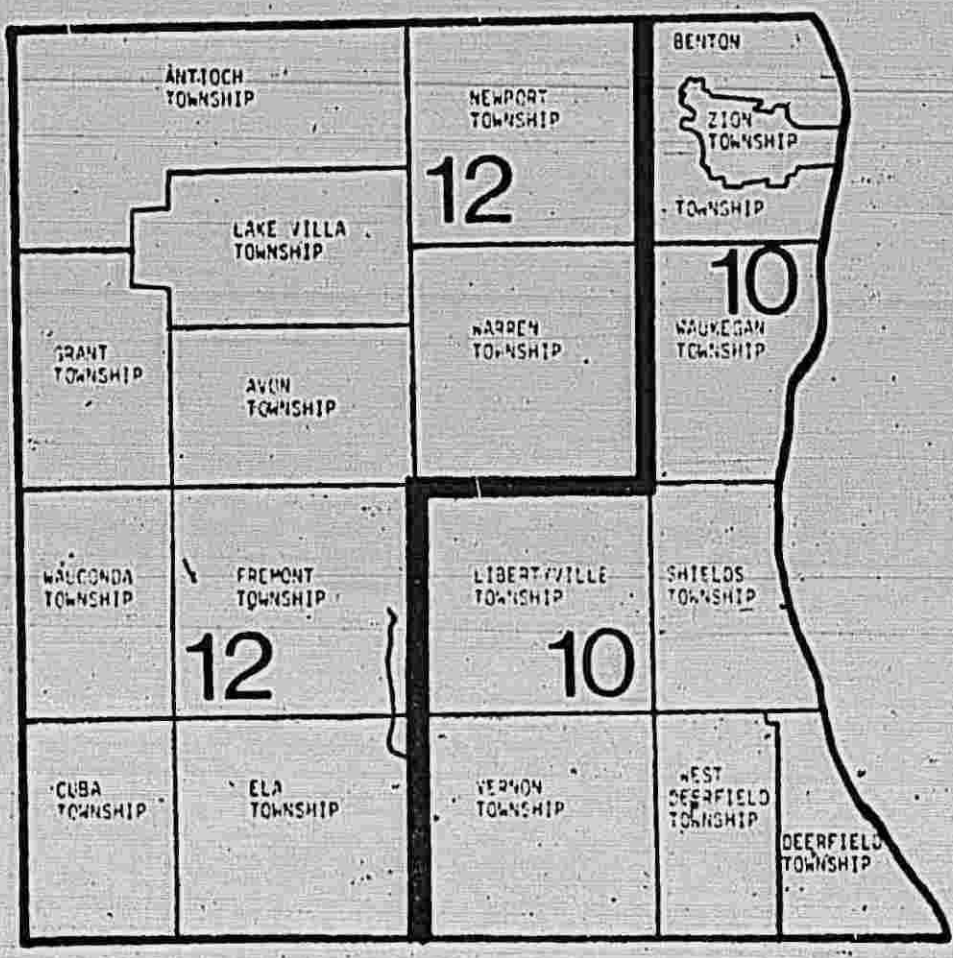 ANTIOCH
TOWNSHIP
NEWPORT
TOWNSHIP
BENTON
ZION
TOWNSHIP
TOWNSHIP
12
LAKE VILLA
TOWNSHIP
10
GRANT
TOWNSHIP
AVON
TOWNSHIP
WARREN
TOWNSHIP
WAUKEGAN
TOWNSHIP
WAUCONDA
TOWNSHIP
FREMONT
TOWNSHIP
12
LIBERTYVILLE
TOWNSHIP
10
SHIELDS
TOWNSHIP
CUBA
TOWNSHIP
ELA
TOWNSHIP
VERNON
TOWNSHIP
WEST
DEERFIELD
TOWNSHIP
DEERFIELD
TOWNSHIP